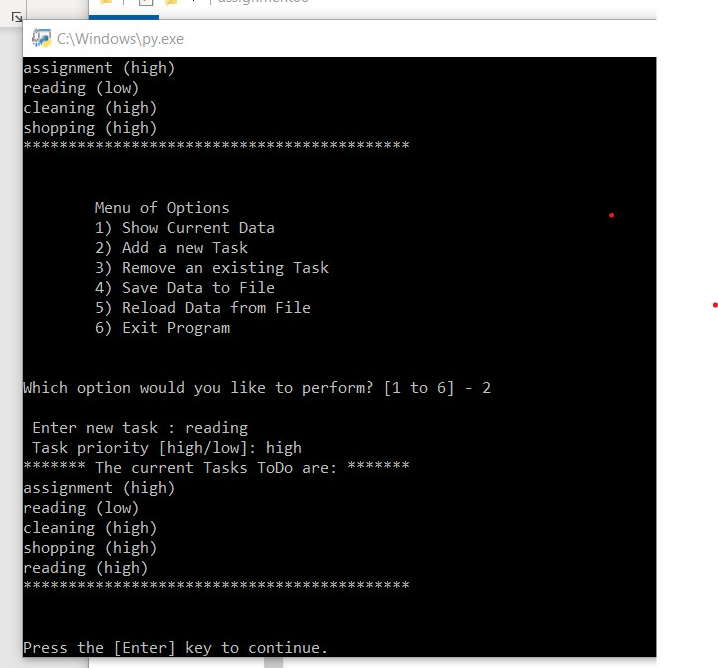 C:\Windows\py.exe
assignment (high)
reading (low)
cleaning (high)
shopping (high)
*******************************************
Menu of Options
1) Show Current Data
2) Add a new Task
3) Remove an existing Task
4) Save Data to File
5) Reload Data from File
6) Exit Program
Which option would you like to perform? [1 to 6] - 2
Enter new task : reading
Task priority [high/low]: high
******* The current Tasks ToDo are: *******
assignment (high)
reading (low)
cleaning (high)
shopping (high)
reading (high)
*******************************************
Press the [Enter] key to continue.